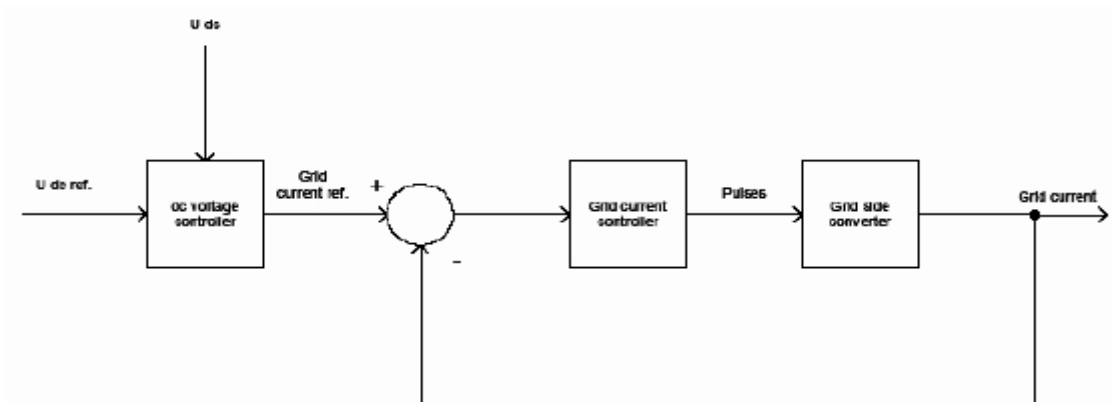 U dc
U dc ref.
dc voltage
controller
Grid
current ref.
+
-
Grid current
controller
Pulses
Grid side
converter
Grid current